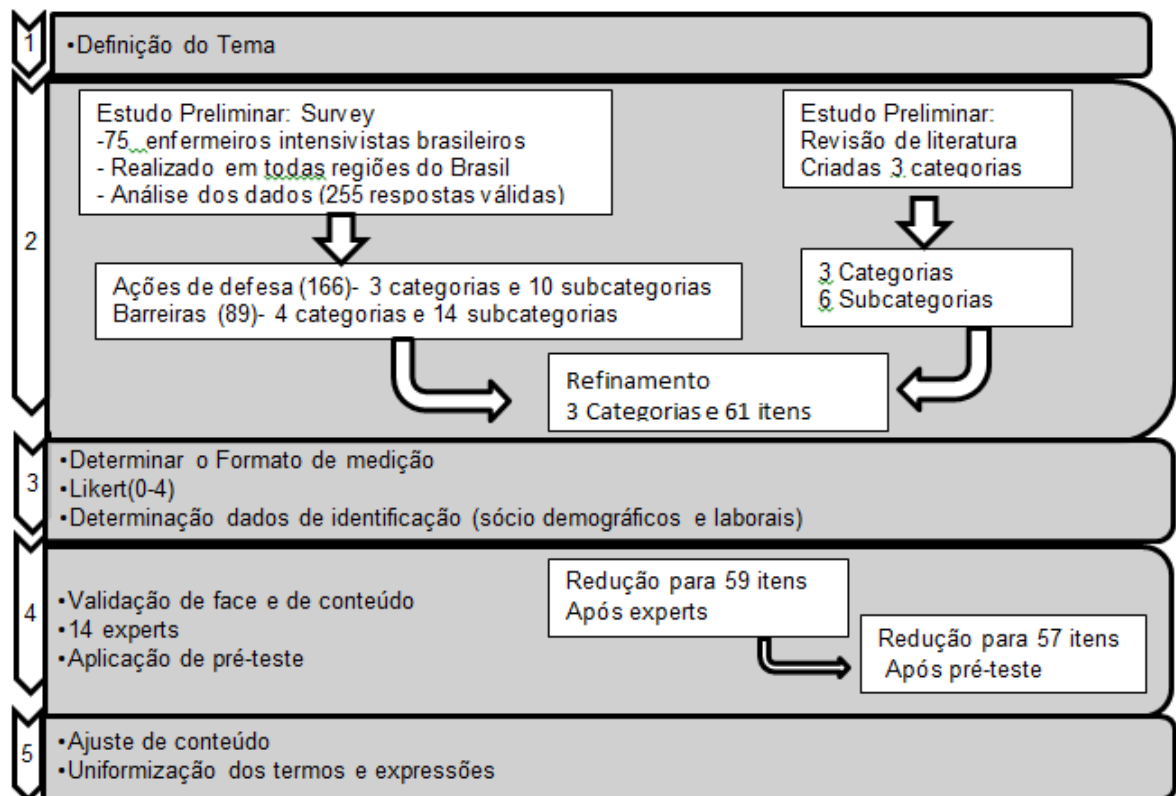 1
•Definição do Tema
2
Estudo Preliminar: Survey
-75 enfermeiros intensivistas brasileiros
- Realizado em todas regiões do Brasil
- Análise dos dados (255 respostas válidas)
Estudo Preliminar:
Revisão de literatura
Criadas 3 categorias
Ações de defesa (166)- 3 categorias e 10 subcategorias
Barreiras (89)- 4 categorias e 14 subcategorias
3 Categorias
6 Subcategorias
Refinamento
3 Categorias e 61 itens
3
•Determinar o Formato de medição
•Likert(0-4)
•Determinação dados de identificação (sócio demográficos e laborais)
4
•Validação de face e de conteúdo
•14 experts
•Aplicação de pré-teste
Redução para 59 itens
Após experts
Redução para 57 itens
Após pré-teste
5
•Ajuste de conteúdo
•Uniformização dos termos e expressões